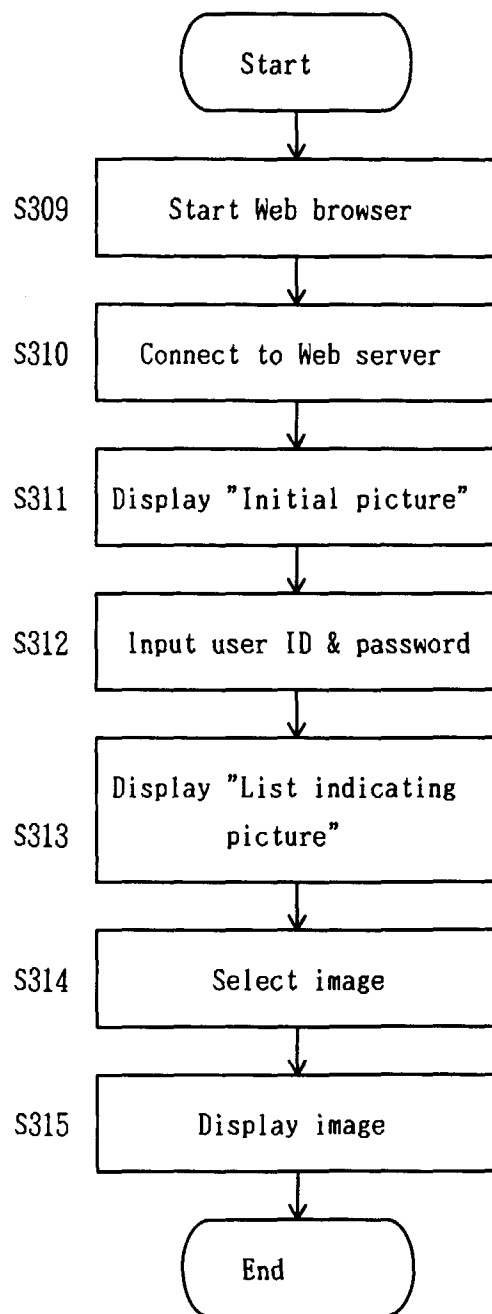 Start
S309 Start Web browser
S310 Connect to Web server
S311 Display "Initial picture"
S312 Input user ID & password
Display "List indicating
S313 picture"
S314 Select image
S315 Display image
End